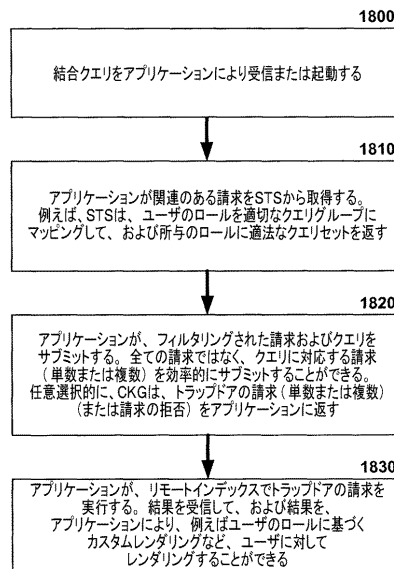 1800
結合クエリをアプリケーションにより受信または起動する
1810
アプリケーションが関連のある請求をSTSから取得する。
例えば、STSは、ユーザのロールを適切なクエリグループに
マッピングして、および所与のロールに適法なクエリセットを返す
1820
アプリケーションが、フィルタリングされた請求およびクエリを
サブミットする。全ての請求ではなく、クエリに対応する請求
(単数または複数)を効率的にサブミットすることができる。
任意選択的に、CKGは、トラップドアの請求(単数または複数)
(または請求の拒否)をアプリケーションに返す
1830
アプリケーションが、リモートインデックスでトラップドアの請求を
実行する。結果を受信して、および結果を、
アプリケーションにより、例えばユーザのロールに基づく
カスタムレンダリングなど、ユーザに対して
レンダリングすることができる